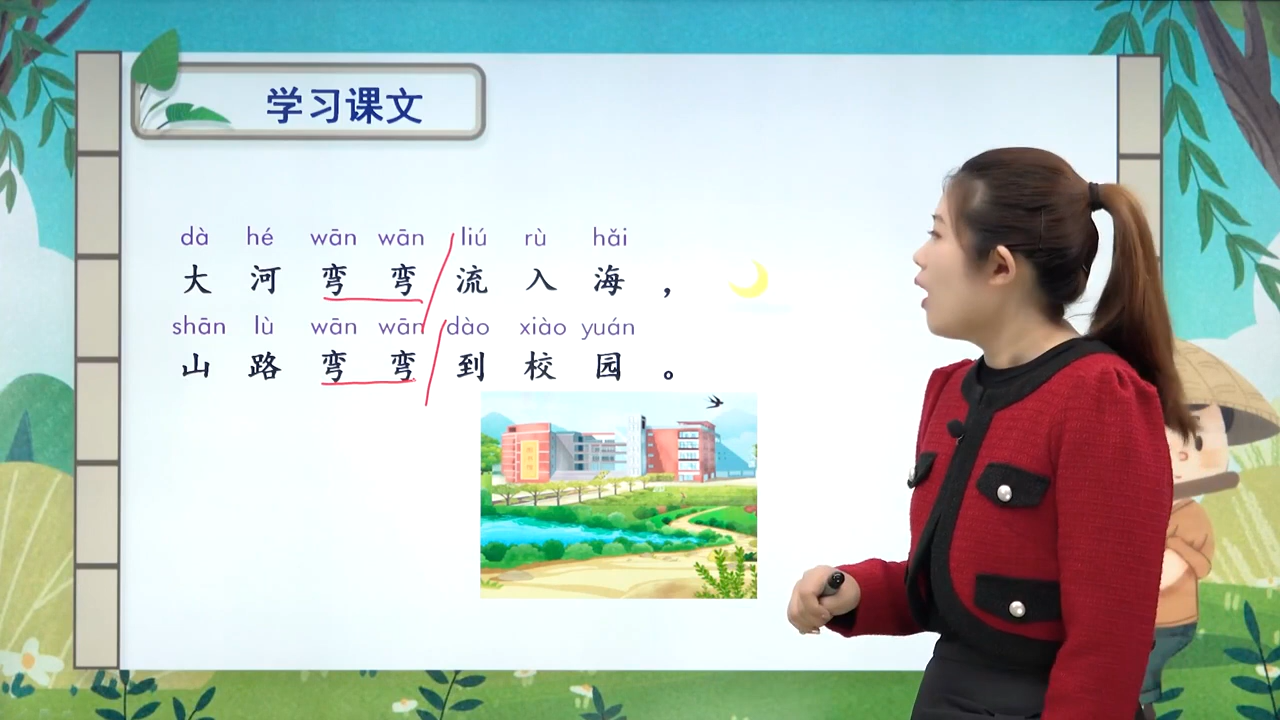 学习课文
dà hé wān wān liú rù hǎi
大河弯弯流入海，
shān lù wān wān dào xiào yuán
山路弯弯到校园。